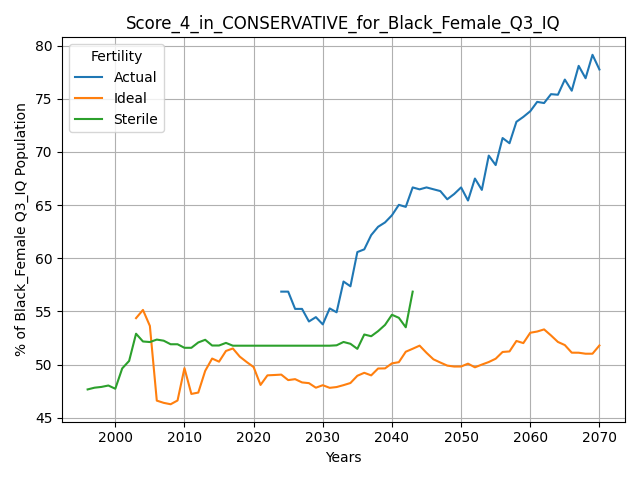 Score_4_in_CONSERVATIVE_for_Black_Female_Q3_IQ
Fertility
Actual
Ideal
Sterile
% of Black_Female Q3_IQ Population
80
75
70
65
60
55
50
45
2000
2010
2020
2030
2040
2050
2060
2070
Years